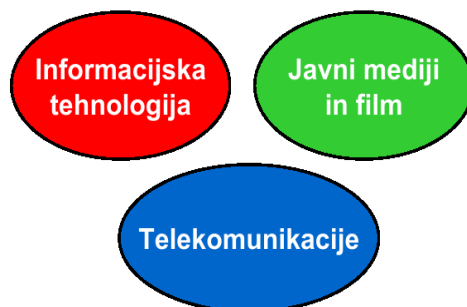 Informacijska
tehnologija
Javni mediji
in film
Telekomunikacije